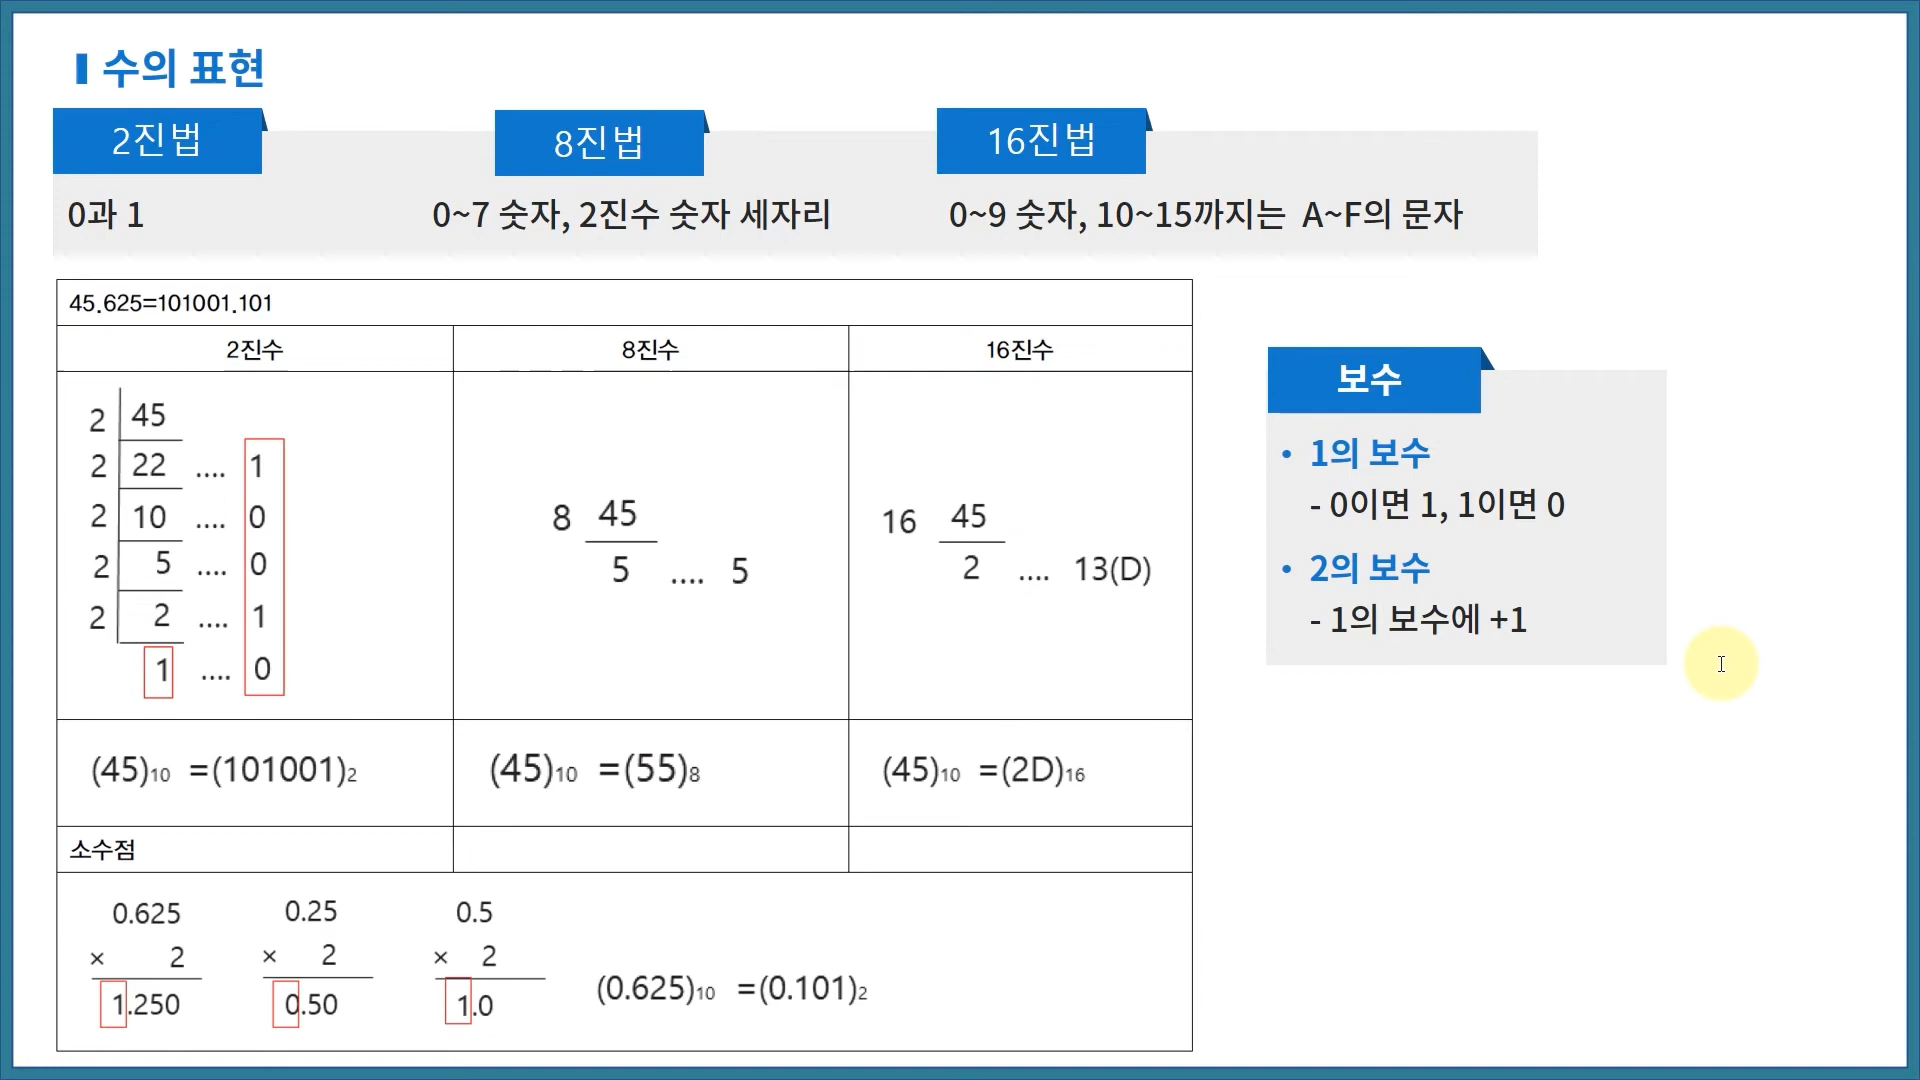 수의 표현
2진법
8진법
16진법
0과 1
0~7 숫자, 2진수 숫자 세자리
0~9 숫자, 10~15까지는 A~F의 문자
45.625=101001.101
2진수
8진수
16진수
2 45
2 22 .... 1
2 10 .... 0
2 5 .... 0
2 2 .... 1
1 .... 0
8 45
5 .... 5
16 45
2 .... 13(D)
(45)10 =(101001)2
(45)10 =(55)8
(45)10 =(2D)16
소수점
0.625
× 2
1.250
0.25
× 2
0.50
0.5
× 2
1.0
(0.625)10 =(0.101)2
보수
• 1의 보수
- 0이면 1, 1이면 0
• 2의 보수
- 1의 보수에 +1